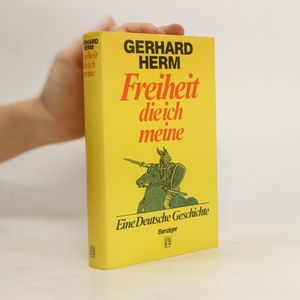 GERHARD
HERM
Freiheit
die ich
meine
Eine Deutsche Geschichte
Benziger